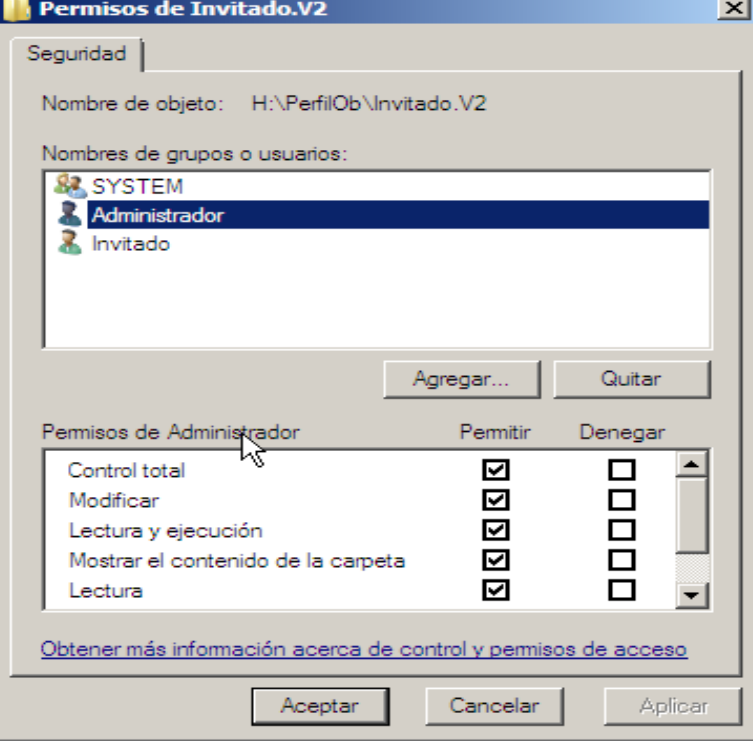 Permisos de Invitado.V2
Seguridad
Nombre de objeto: H:\PerfilOb\Invitado.V2
Nombres de grupos o usuarios:
SYSTEM
Administrador
Invitado
Agregar... Quitar
Permisos de Administrador Permitir Denegar
Control total
Modificar
Lectura y ejecución
Mostrar el contenido de la carpeta
Lectura
Obtener más información acerca de control y permisos de acceso
Aceptar Cancelar Aplicar